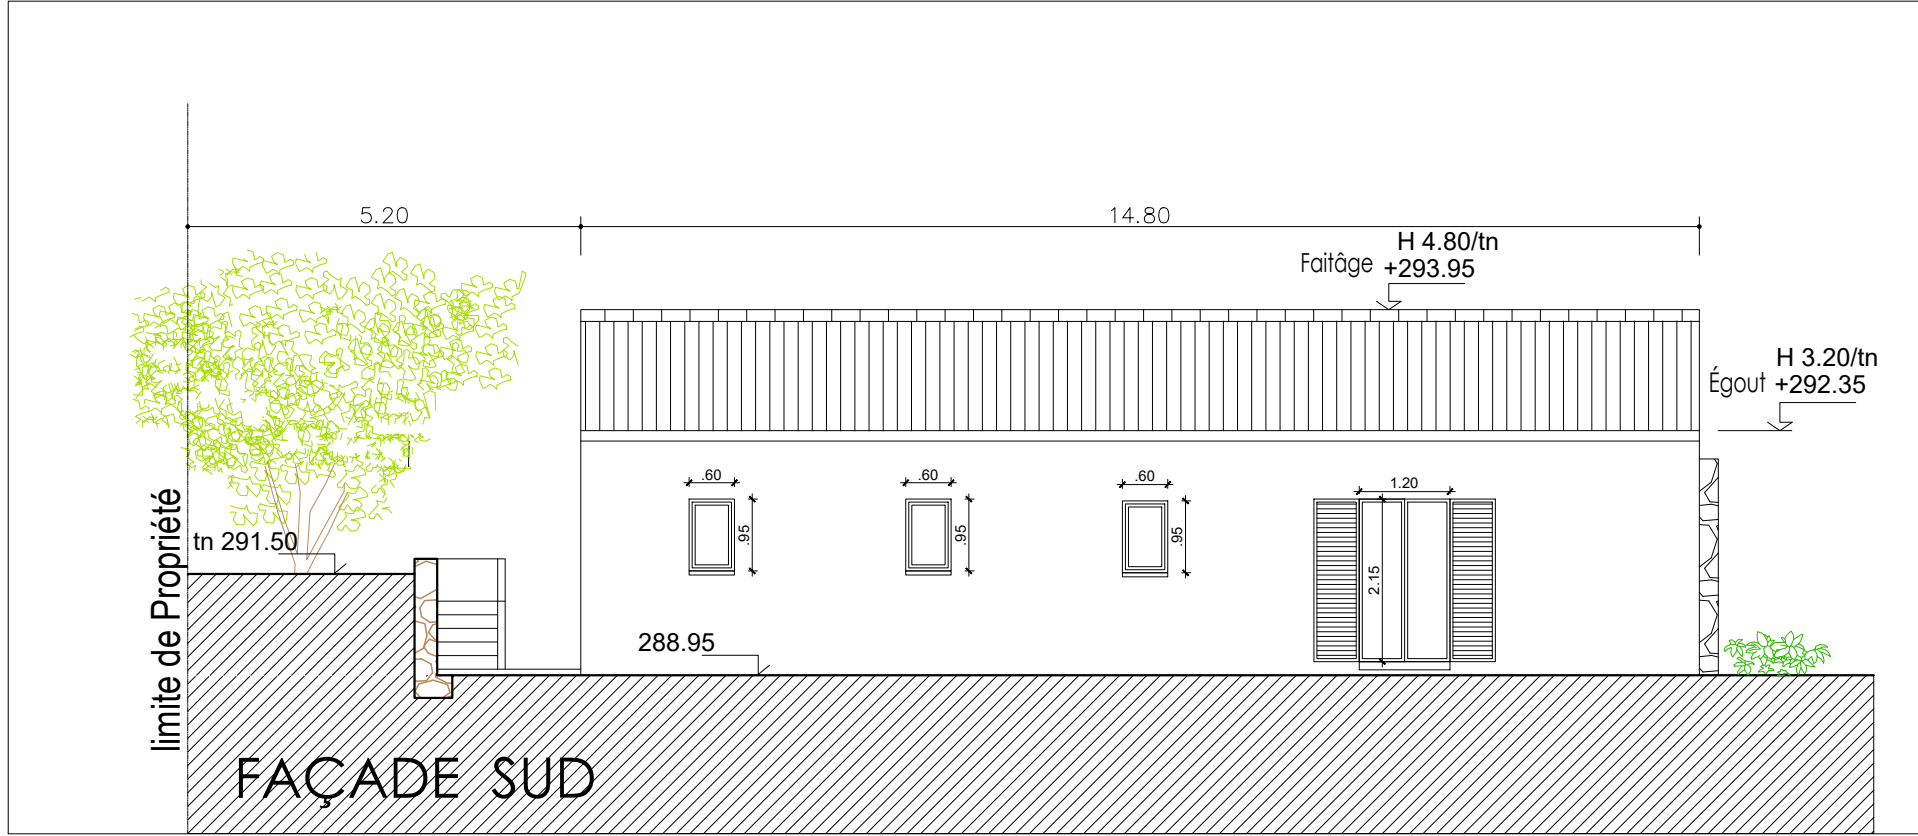 5.20
14.80
H 4.80/tn
Faitâge +293.95
H 3.20/tn
Égout +292.35
.60
.60
.60
1.20
.95
.95
.95
2.15
tn 291.50
288.95
limite de Propriété
FAÇADE SUD